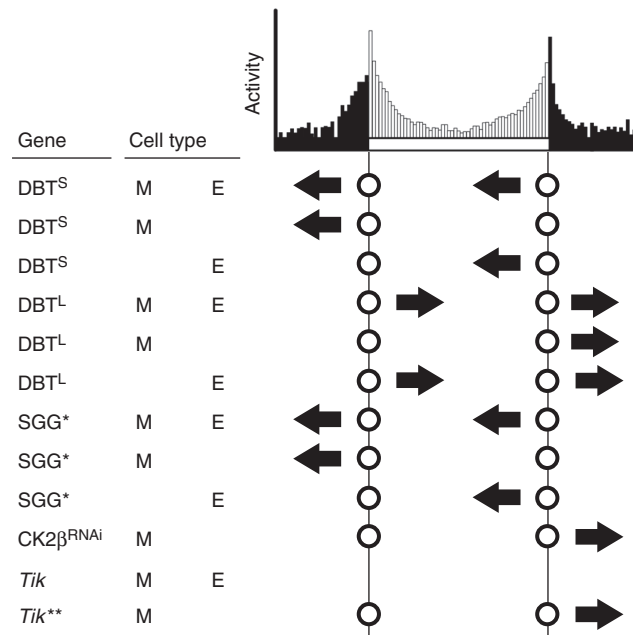 Activity
Gene Cell type
DBTS M E
DBTS M
DBTS E
DBTL M E
DBTL M
DBTL E
SGG* M E
SGG* M
SGG* E
CK2βRNAi M
Tik M E
Tik** M